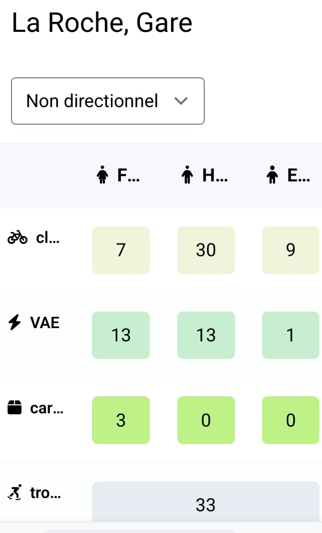 La Roche, Gare
Non directionnel
F... H... E...
cl... 7 30 9
VAE 13 13 1
car... 3 0 0
tro... 33